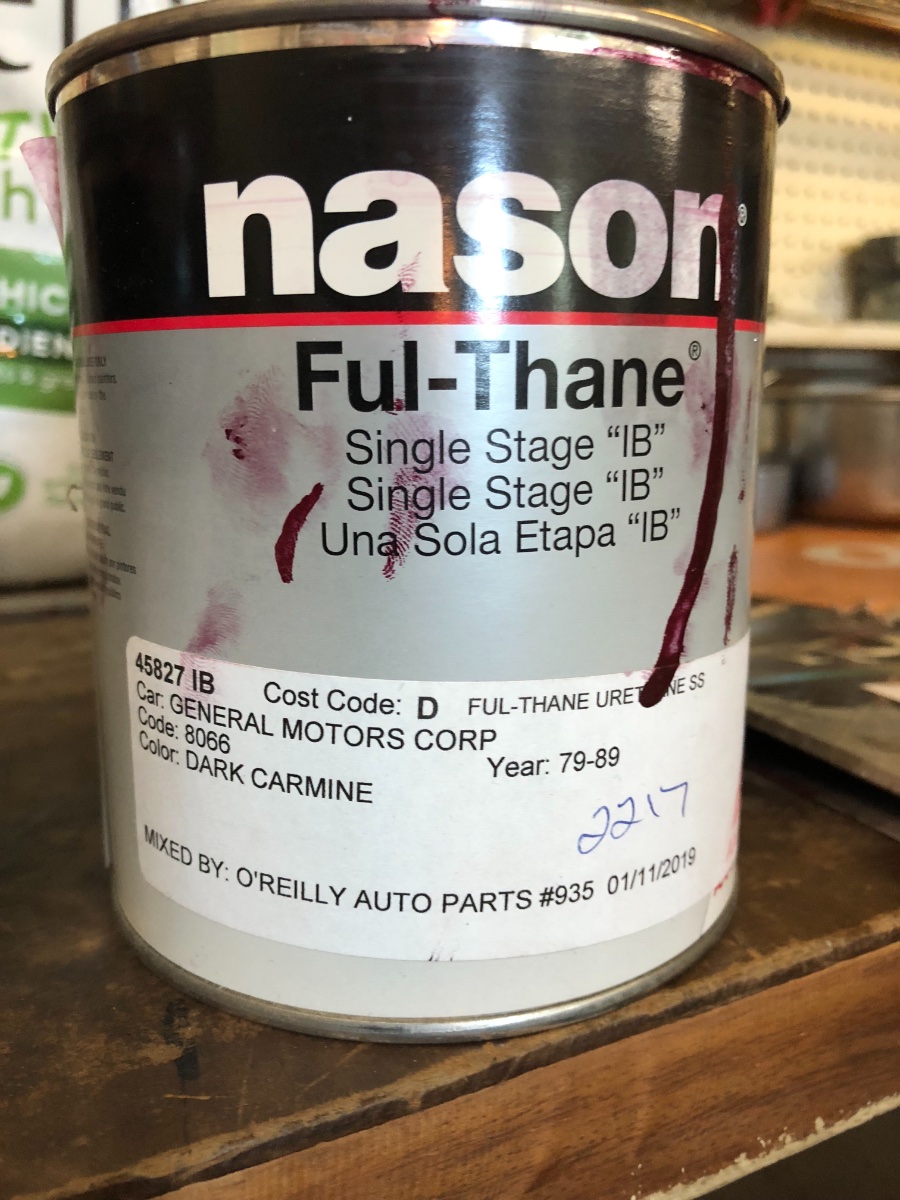 nason®
Ful-Thane®
Single Stage “IB”
Single Stage “IB”
Una Sola Etapa “IB”
45827 IB Cost Code: D FUL-THANE URETHANE SS
Car: GENERAL MOTORS CORP
Code: 8066 Year: 79-89
Color: DARK CARMINE
2217
MIXED BY: O'REILLY AUTO PARTS #935 01/11/2019
HIC
DIEN